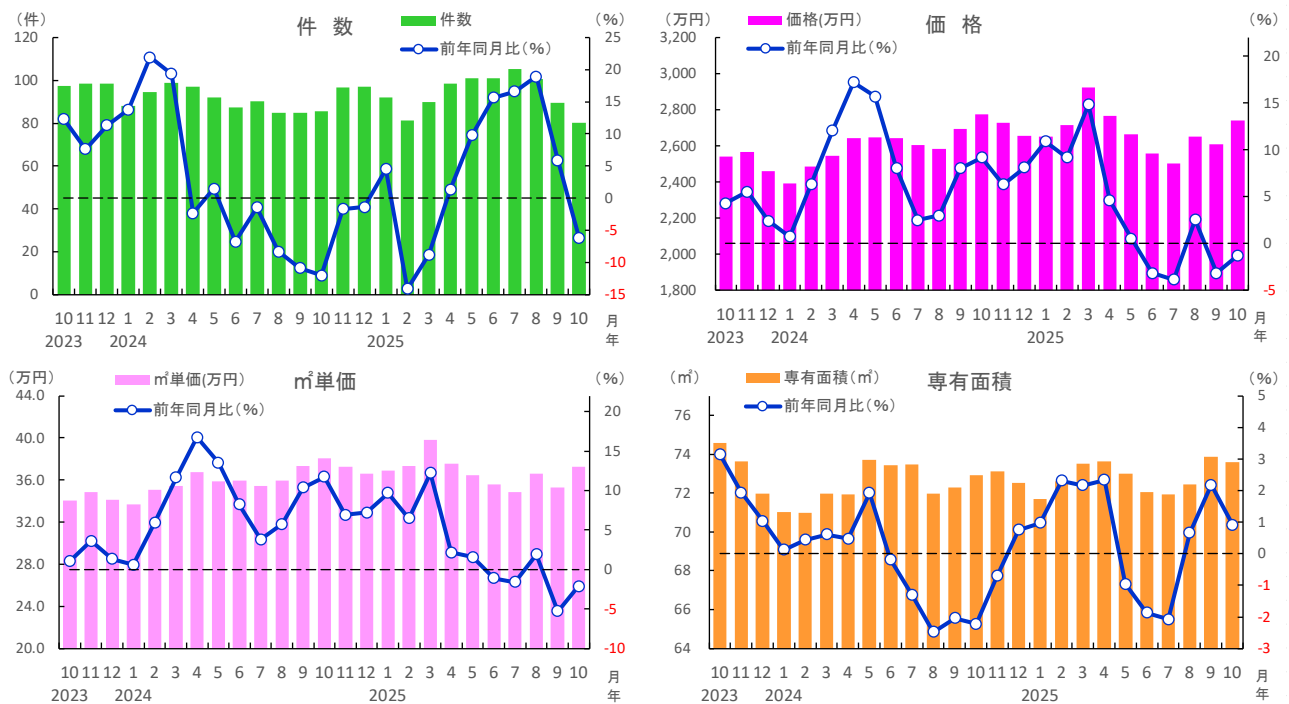 (件) 件 数 件数 (%)
前年同月比(%)
120 25
100 20
80 15
60 10
40 5
20 0
0 -5
-10
-15
10 11 12 1 2 3 4 5 6 7 8 9 10 11 12 1 2 3 4 5 6 7 8 9 10 月
2023 2024 2025 年
(万円) 価格(万円) 価 格 (%)
前年同月比(%)
3,200 20
3,000 15
2,800 10
2,600 5
2,400 0
2,200 -5
2,000
1,800
10 11 12 1 2 3 4 5 6 7 8 9 10 11 12 1 2 3 4 5 6 7 8 9 10 月
2023 2024 2025 年
(万円) ㎡単価(万円) ㎡単価 (%)
前年同月比(%)
44.0 20
40.0 15
36.0 10
32.0 5
28.0 0
24.0 -5
20.0 -10
10 11 12 1 2 3 4 5 6 7 8 9 10 11 12 1 2 3 4 5 6 7 8 9 10 月
2023 2024 2025 年
(㎡) 専有面積(㎡) 専有面積 (%)
前年同月比(%)
76 5
74 4
72 3
70 2
68 1
66 0
64 -1
-2
-3
10 11 12 1 2 3 4 5 6 7 8 9 10 11 12 1 2 3 4 5 6 7 8 9 10 月
2023 2024 2025 年